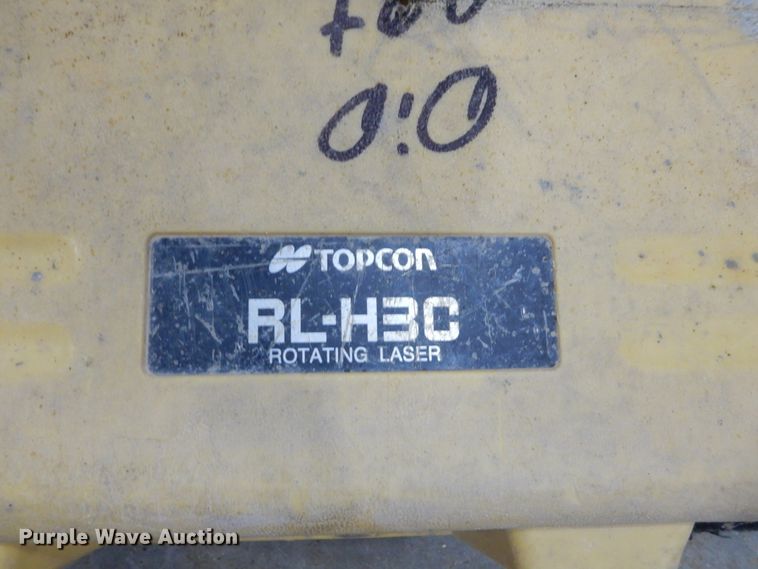 0:0
TOPCON
RL-H3C
ROTATING LASER
Purple Wave Auction